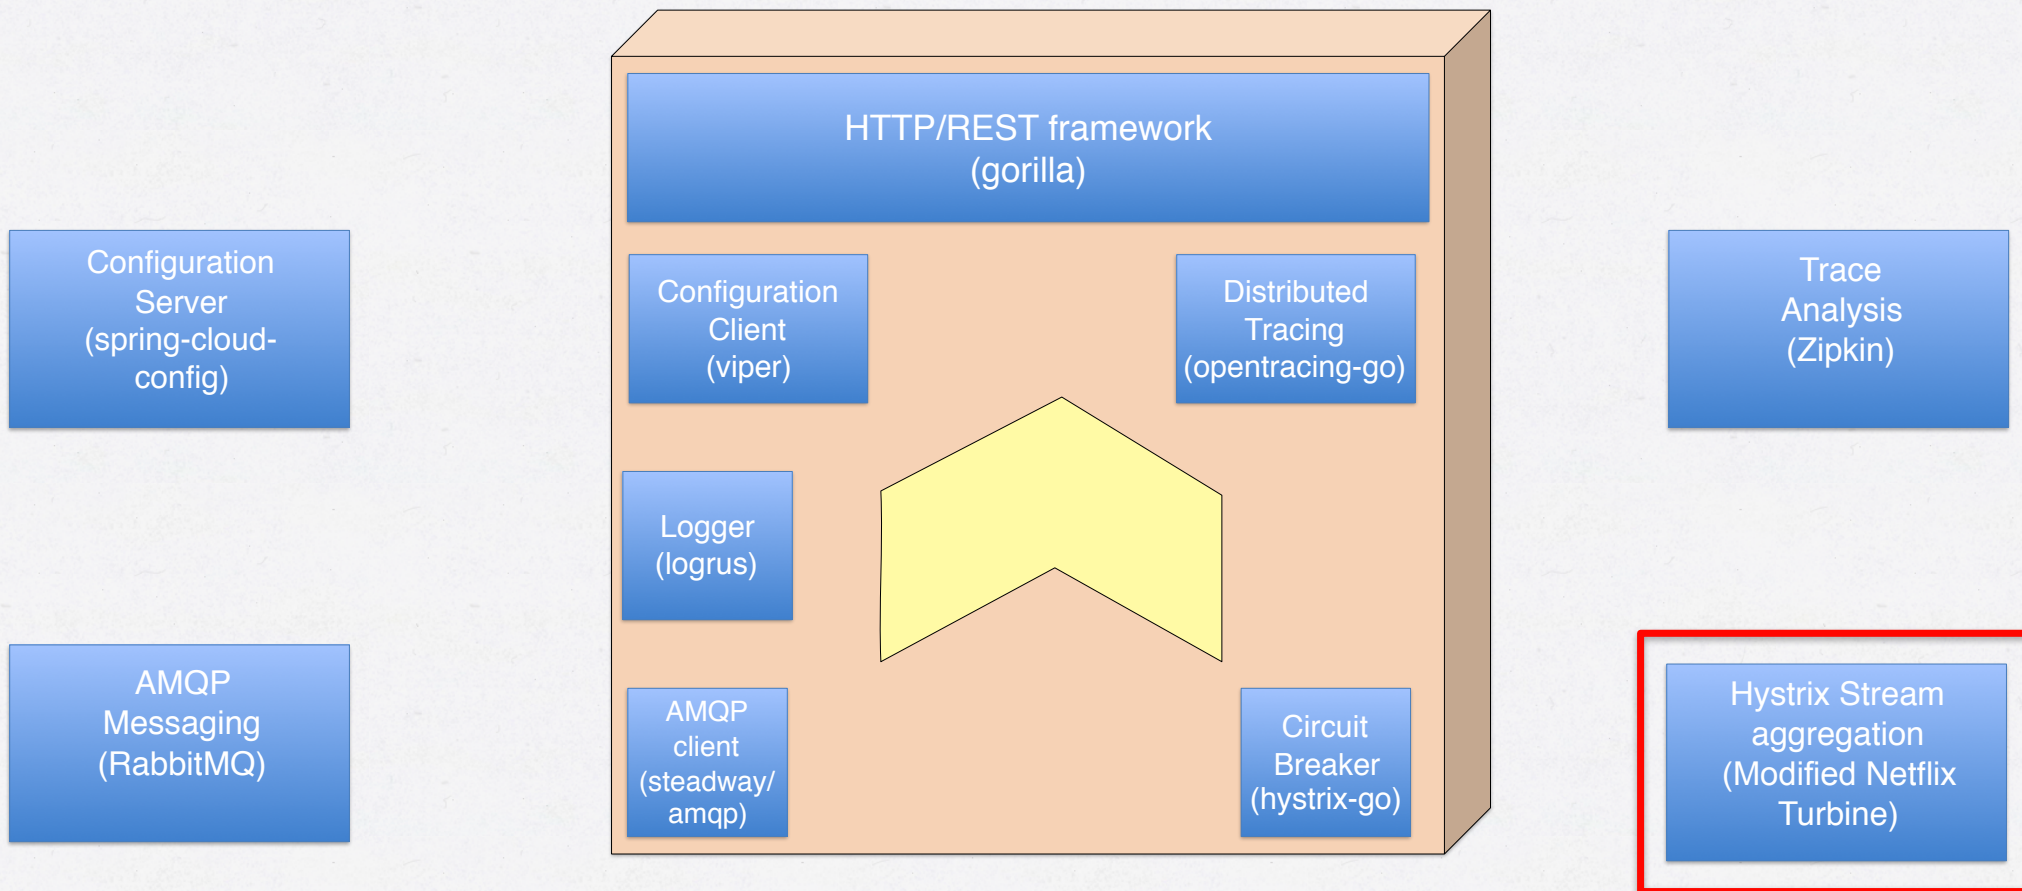 HTTP/REST framework
(gorilla)
Configuration
Server
(spring-cloud-
config)
Configuration
Client
(viper)
Distributed
Tracing
(opentracing-go)
Trace
Analysis
(Zipkin)
Logger
(logrus)
AMQP
Messaging
(RabbitMQ)
AMQP
client
(steadway/
amqp)
Circuit
Breaker
(hystrix-go)
Hystrix Stream
aggregation
(Modified Netflix
Turbine)